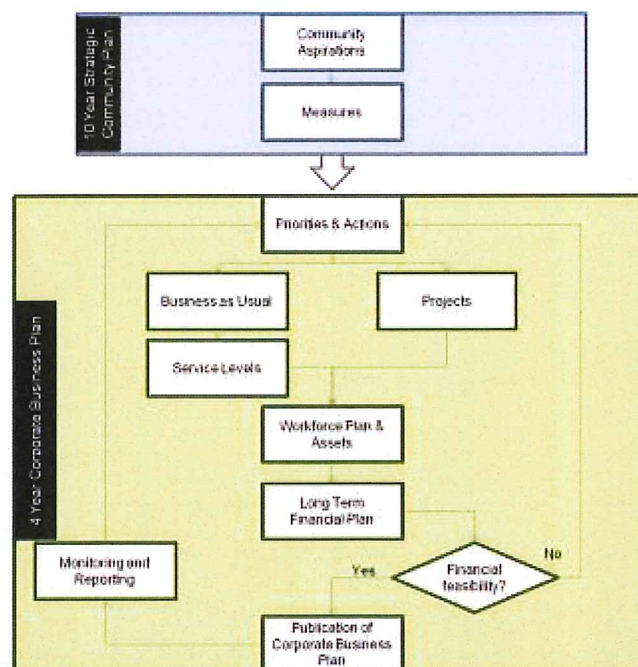 10 Year Strategic
Community Plan
Community
Aspirations
Measures
4 Year Corporate Business Plan
Priorities & Actions
Business as Usual
Projects
Service Levels
Workforce Plan &
Assets
Long Term
Financial Plan
Monitoring and
Reporting
Yes
Financial
feasibility?
No
Publication of
Corporate Business
Plan